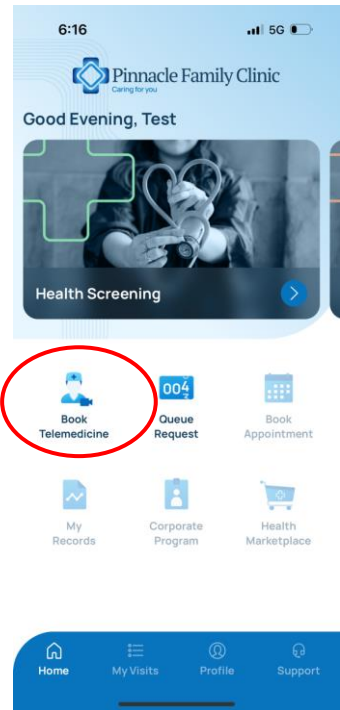 6:16
5G
Pinnacle Family Clinic
Caring for you
Good Evening, Test
Health Screening
004
Book
Telemedicine
Queue
Request
Book
Appointment
My
Records
Corporate
Program
Health
Marketplace
Home
My Visits
Profile
Support